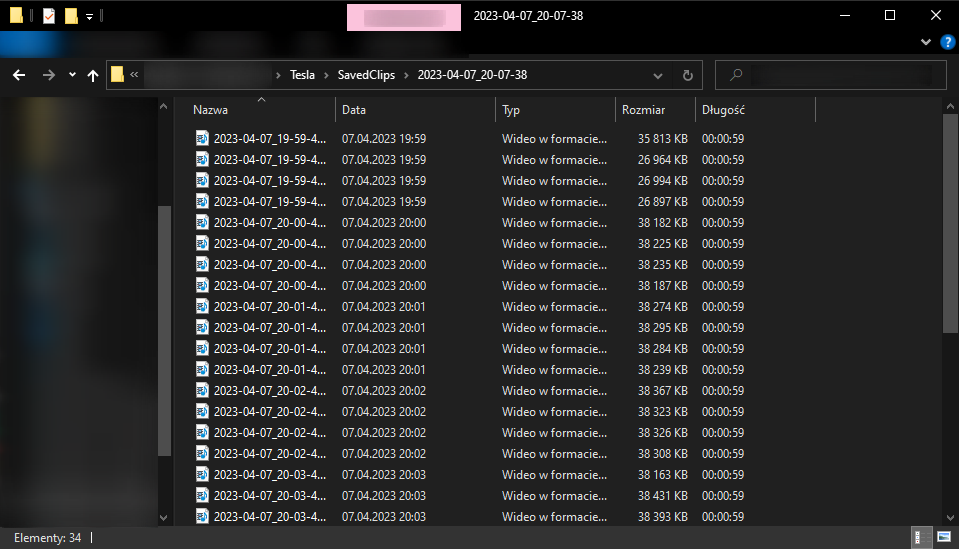 2023-04-07_20-07-38
« › Tesla › SavedClips › 2023-04-07_20-07-38
Nazwa Data Typ Rozmiar Długość
2023-04-07_19-59-4... 07.04.2023 19:59 Wideo w formacie... 35 813 KB 00:00:59
2023-04-07_19-59-4... 07.04.2023 19:59 Wideo w formacie... 26 964 KB 00:00:59
2023-04-07_19-59-4... 07.04.2023 19:59 Wideo w formacie... 26 994 KB 00:00:59
2023-04-07_19-59-4... 07.04.2023 19:59 Wideo w formacie... 26 897 KB 00:00:59
2023-04-07_20-00-4... 07.04.2023 20:00 Wideo w formacie... 38 182 KB 00:00:59
2023-04-07_20-00-4... 07.04.2023 20:00 Wideo w formacie... 38 225 KB 00:00:59
2023-04-07_20-00-4... 07.04.2023 20:00 Wideo w formacie... 38 235 KB 00:00:59
2023-04-07_20-00-4... 07.04.2023 20:00 Wideo w formacie... 38 187 KB 00:00:59
2023-04-07_20-01-4... 07.04.2023 20:01 Wideo w formacie... 38 274 KB 00:00:59
2023-04-07_20-01-4... 07.04.2023 20:01 Wideo w formacie... 38 295 KB 00:00:59
2023-04-07_20-01-4... 07.04.2023 20:01 Wideo w formacie... 38 284 KB 00:00:59
2023-04-07_20-01-4... 07.04.2023 20:01 Wideo w formacie... 38 239 KB 00:00:59
2023-04-07_20-02-4... 07.04.2023 20:02 Wideo w formacie... 38 367 KB 00:00:59
2023-04-07_20-02-4... 07.04.2023 20:02 Wideo w formacie... 38 323 KB 00:00:59
2023-04-07_20-02-4... 07.04.2023 20:02 Wideo w formacie... 38 326 KB 00:00:59
2023-04-07_20-02-4... 07.04.2023 20:02 Wideo w formacie... 38 308 KB 00:00:59
2023-04-07_20-03-4... 07.04.2023 20:03 Wideo w formacie... 38 163 KB 00:00:59
2023-04-07_20-03-4... 07.04.2023 20:03 Wideo w formacie... 38 431 KB 00:00:59
2023-04-07_20-03-4... 07.04.2023 20:03 Wideo w formacie... 38 393 KB 00:00:59
Elementy: 34